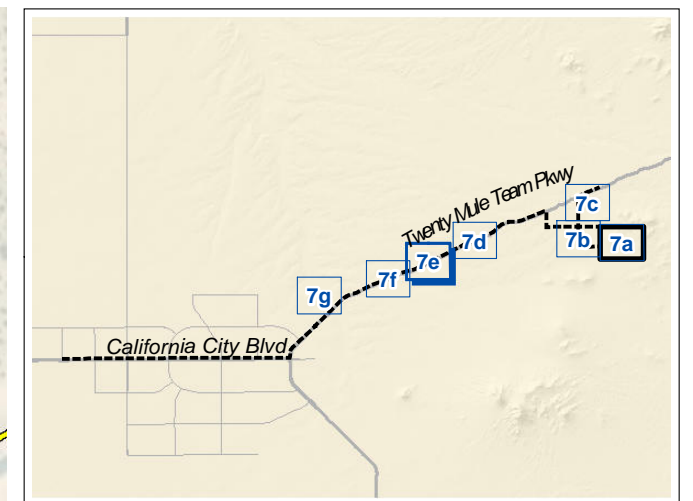 Twenty Mule Team Pkwy
7c
7b
7a
7d
7e
7f
7g
California City Blvd